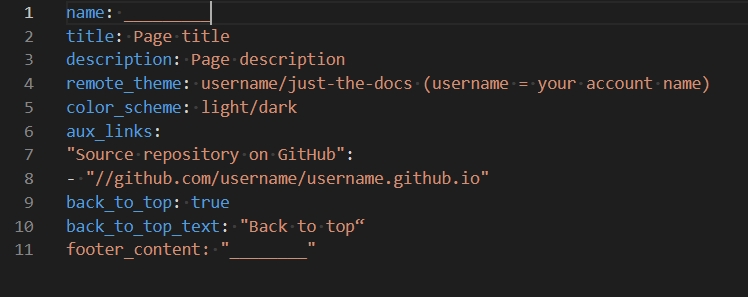 1 name: _________
2 title: Page title
3 description: Page description
4 remote_theme: username/just-the-docs (username = your account name)
5 color_scheme: light/dark
6 aux_links:
7 "Source repository on GitHub":
8 - "//github.com/username/username.github.io"
9 back_to_top: true
10 back_to_top_text: "Back to top“
11 footer_content: "________"